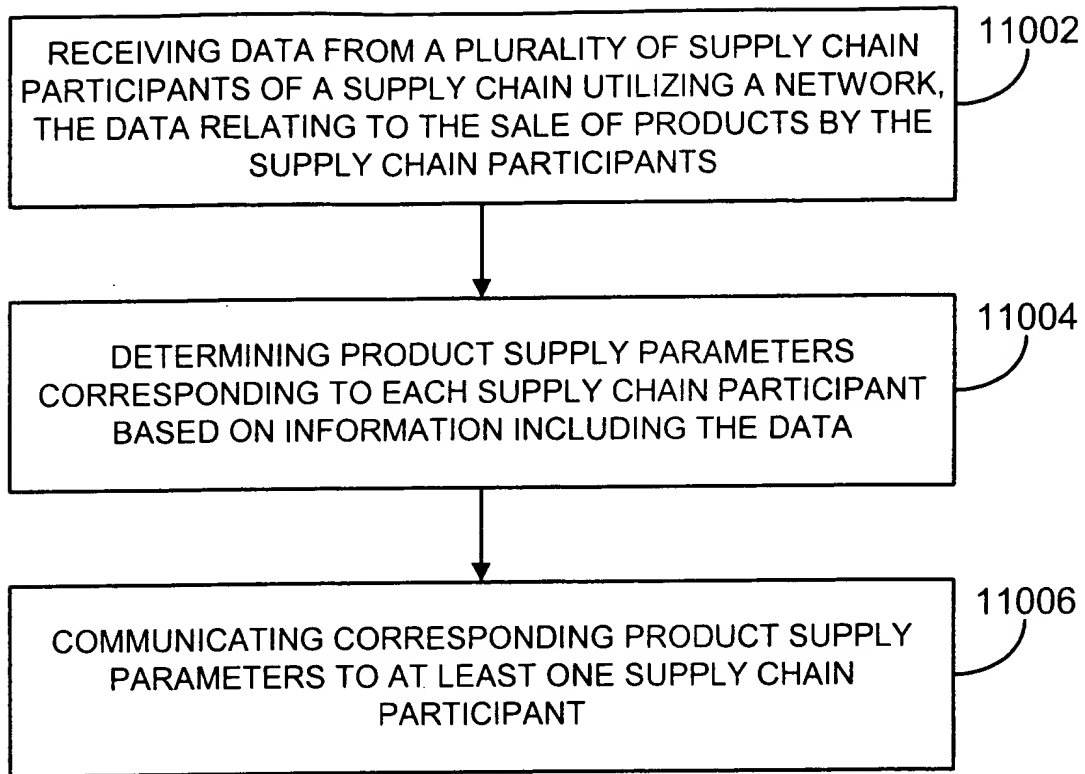 RECEIVING DATA FROM A PLURALITY OF SUPPLY CHAIN
PARTICIPANTS OF A SUPPLY CHAIN UTILIZING A NETWORK,
THE DATA RELATING TO THE SALE OF PRODUCTS BY THE
SUPPLY CHAIN PARTICIPANTS
11002
DETERMINING PRODUCT SUPPLY PARAMETERS
CORRESPONDING TO EACH SUPPLY CHAIN PARTICIPANT
BASED ON INFORMATION INCLUDING THE DATA
11004
COMMUNICATING CORRESPONDING PRODUCT SUPPLY
PARAMETERS TO AT LEAST ONE SUPPLY CHAIN
PARTICIPANT
11006